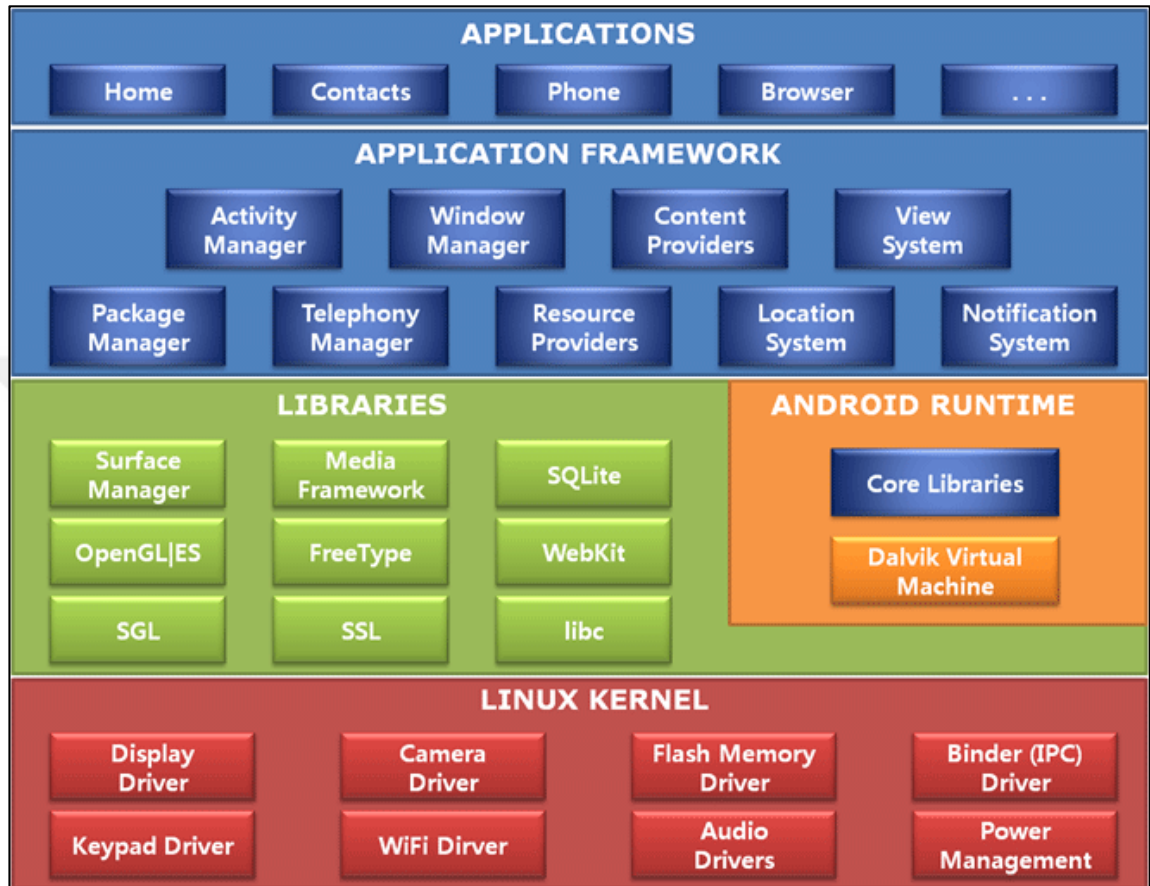 APPLICATIONS
Home
Contacts
Phone
Browser
. . .
APPLICATION FRAMEWORK
Activity
Manager
Window
Manager
Content
Providers
View
System
Package
Manager
Telephony
Manager
Resource
Providers
Location
System
Notification
System
LIBRARIES
Surface
Manager
Media
Framework
SQLite
OpenGL|ES
FreeType
WebKit
SGL
SSL
libc
ANDROID RUNTIME
Core Libraries
Dalvik Virtual
Machine
LINUX KERNEL
Display
Driver
Camera
Driver
Flash Memory
Driver
Binder (IPC)
Driver
Keypad Driver
WiFi Dirver
Audio
Drivers
Power
Management